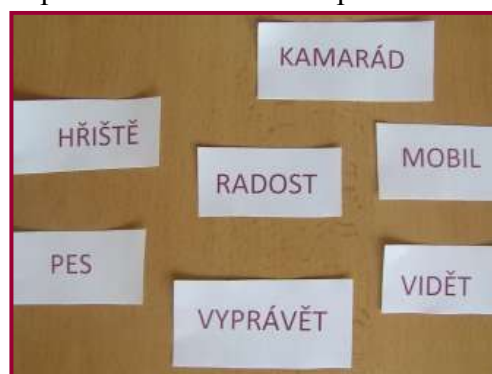 KAMARÁD
HŘIŠTĚ
MOBIL
RADOST
PES
VIDĚT
VYPRÁVĚT